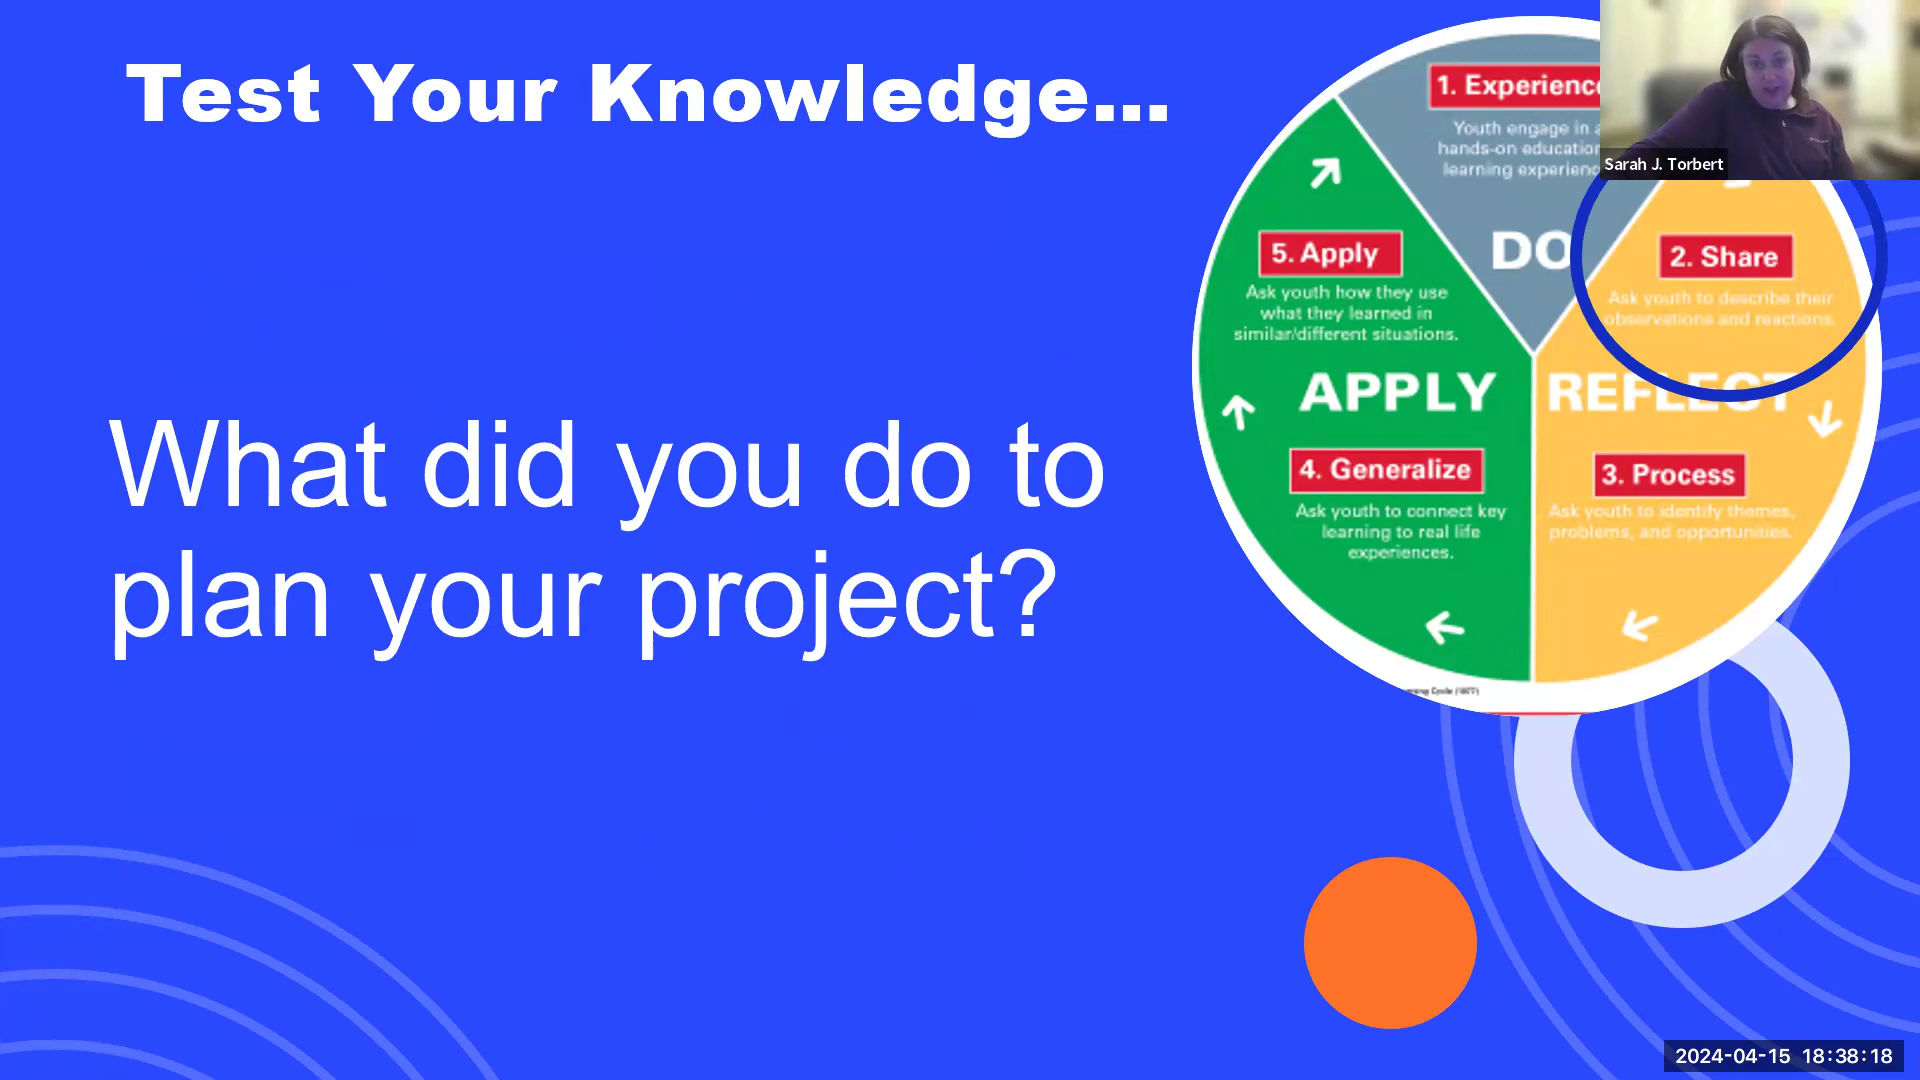 Test Your Knowledge...
What did you do to
plan your project?
1. Experience
Youth engage in a
hands-on education
learning experienc
DO
2. Share
Ask youth to describe their
observations and reactions.
REFLECT
3. Process
Ask youth to identify themes,
problems, and opportunities.
4. Generalize
Ask youth to connect key
learning to real life
experiences.
APPLY
5. Apply
Ask youth how they use
what they learned in
similar/different situations.
Cycle (1977)
Sarah J. Torbert
2024-04-15 18:38:18